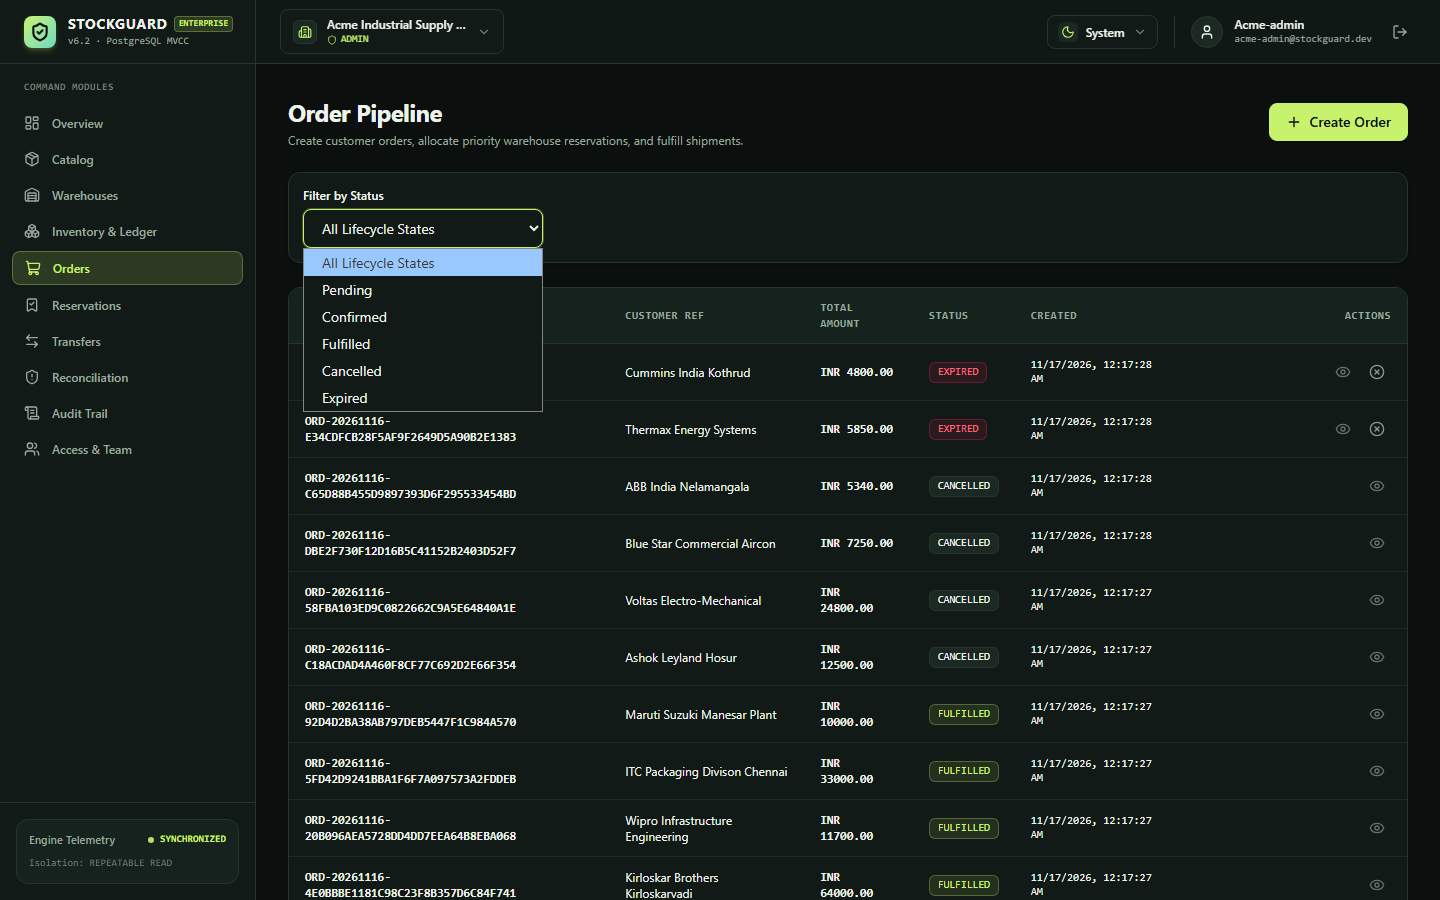 STOCKGUARD ENTERPRISE
v6.2 · PostgreSQL MVCC
Acme Industrial Supply ...
ADMIN
System
Acme-admin
acme-admin@stockguard.dev
COMMAND MODULES
Overview
Catalog
Warehouses
Inventory & Ledger
Orders
Reservations
Transfers
Reconciliation
Audit Trail
Access & Team
Engine Telemetry
SYNCHRONIZED
Isolation: REPEATABLE READ
Order Pipeline
Create customer orders, allocate priority warehouse reservations, and fulfill shipments.
Create Order
Filter by Status
All Lifecycle States
All Lifecycle States
Pending
Confirmed
Fulfilled
Cancelled
Expired
CUSTOMER REF
TOTAL
AMOUNT
STATUS
CREATED
ACTIONS
Cummins India Kothrud
INR 4800.00
EXPIRED
11/17/2026, 12:17:28
AM
ORD-20261116-
E34CDFCB28F5AF9F2649D5A90B2E1383
Thermax Energy Systems
INR 5850.00
EXPIRED
11/17/2026, 12:17:28
AM
ORD-20261116-
C65D88B455D9897393D6F295533454BD
ABB India Nelamangala
INR 5340.00
CANCELLED
11/17/2026, 12:17:28
AM
ORD-20261116-
DBE2F730F12D16B5C41152B2403D52F7
Blue Star Commercial Aircon
INR 7250.00
CANCELLED
11/17/2026, 12:17:28
AM
ORD-20261116-
58FBA103ED9C0822662C9A5E64840A1E
Voltas Electro-Mechanical
INR
24800.00
CANCELLED
11/17/2026, 12:17:27
AM
ORD-20261116-
C18ACDAD4A460F8CF77C692D2E66F354
Ashok Leyland Hosur
INR
12500.00
CANCELLED
11/17/2026, 12:17:27
AM
ORD-20261116-
92D4D2BA38AB797DEB5447F1C984A570
Maruti Suzuki Manesar Plant
INR
10000.00
FULFILLED
11/17/2026, 12:17:27
AM
ORD-20261116-
5FD42D9241BBA1F6F7A097573A2FDDEB
ITC Packaging Divison Chennai
INR
33000.00
FULFILLED
11/17/2026, 12:17:27
AM
ORD-20261116-
20B096AEA5728DD4DD7EEA64B8EBA068
Wipro Infrastructure
Engineering
INR
11700.00
FULFILLED
11/17/2026, 12:17:27
AM
ORD-20261116-
4E0BBBE1181C98C23F8B357D6C84F741
Kirloskar Brothers
Kirloskarvadi
INR
64000.00
FULFILLED
11/17/2026, 12:17:27
AM